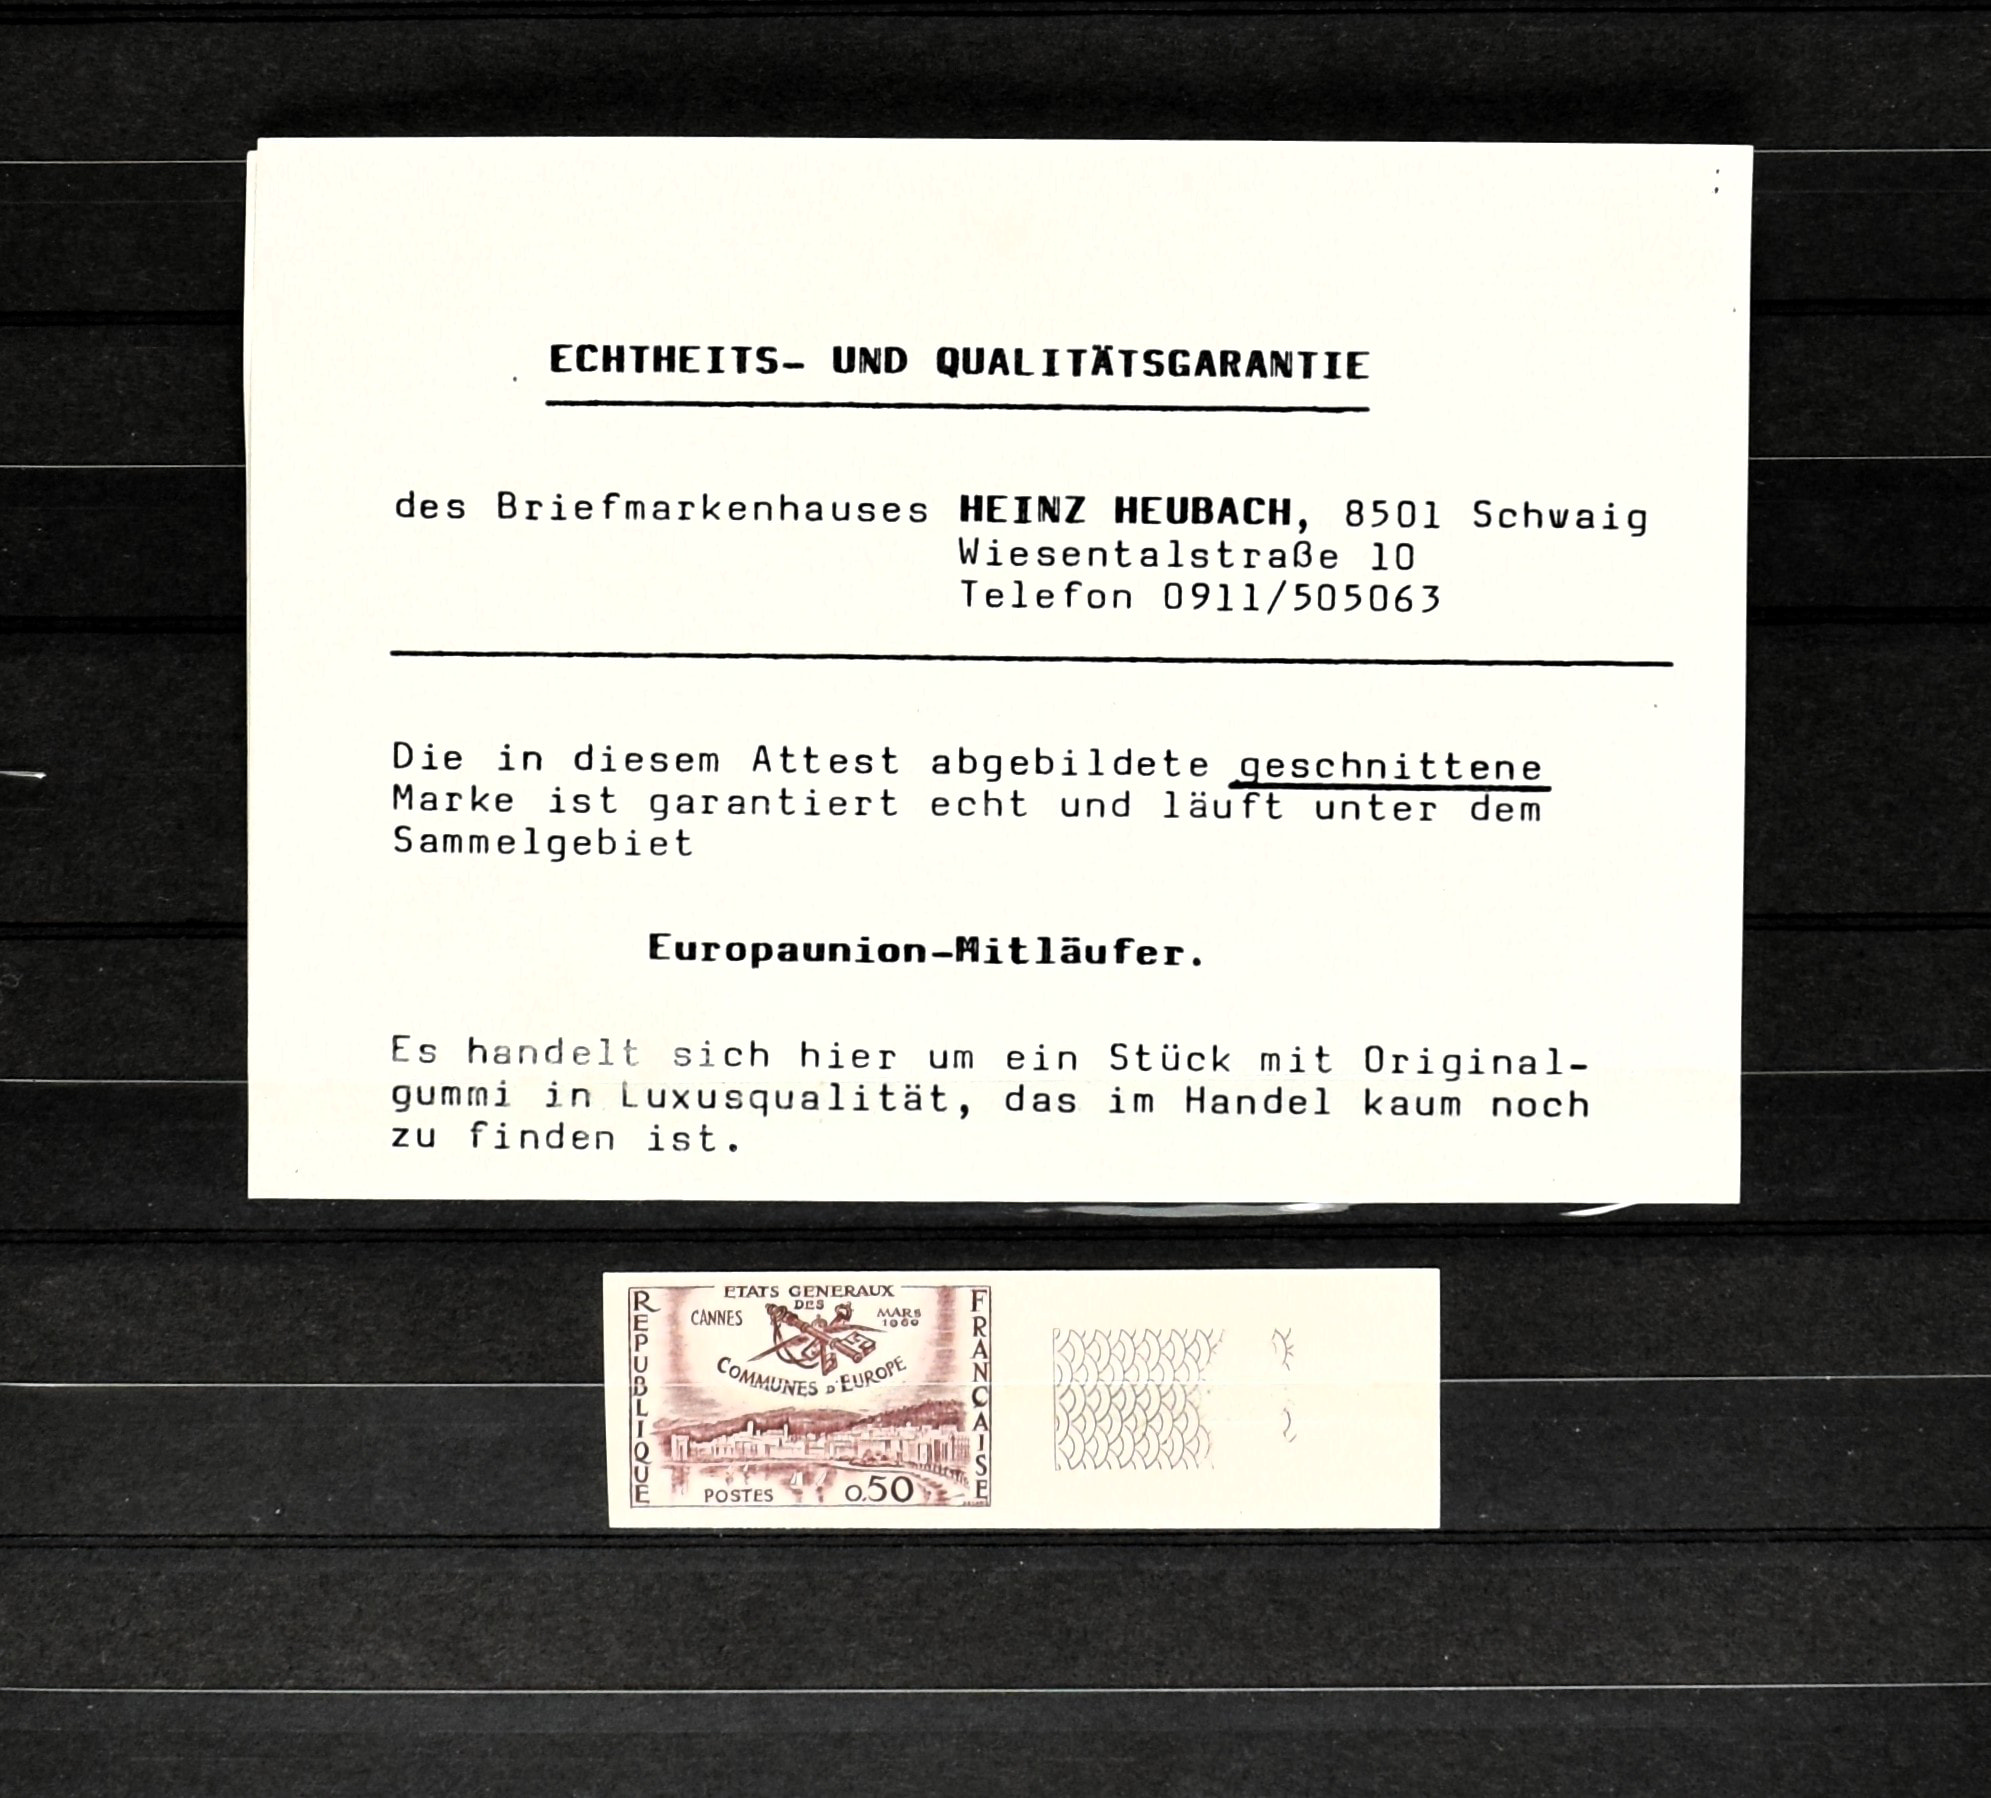 ECHTHEITS- UND QUALITÄTSGARANTIE
des Briefmarkenhauses HEINZ HEUBACH, 8501 Schwaig
Wiesentalstraße 10
Telefon 0911/505063
Die in diesem Attest abgebildete geschnittene
Marke ist garantiert echt und läuft unter dem
Sammelgebiet
Europaunion-Mitläufer.
Es handelt sich hier um ein Stück mit Original-
gummi in Luxusqualität, das im Handel kaum noch
zu finden ist.
ETATS GENERAUX
DES
CANNES
MARS
1960
COMMUNES D'EUROPE
REPUBLIQUE
FRANÇAISE
POSTES 0,50